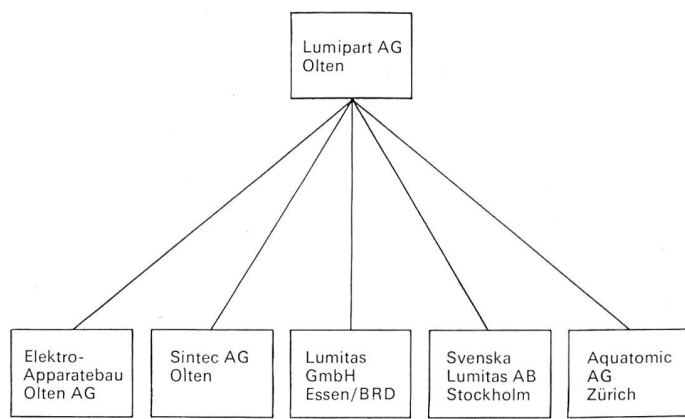 Lumipart AG
Olten
Elektro-
Apparatebau
Olten AG
Sintec AG
Olten
Lumitas
GmbH
Essen/BRD
Svenska
Lumitas AB
Stockholm
Aquatomic
AG
Zürich